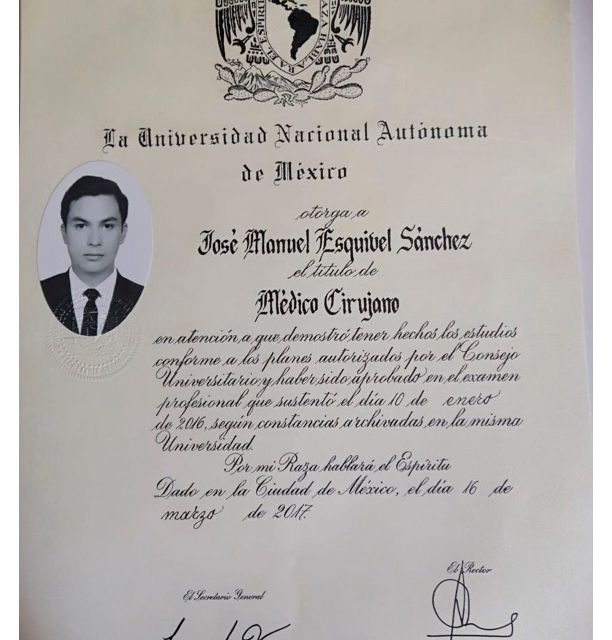 EL ESPIRIT
RAZA HABLARA
La Universidad Nacional Autónoma
de México
otorga a
José Manuel Esquivel Sánchez
el título de
Médico Cirujano
en atención a que demostró tener hechos los estudios
conforme a los planes autorizados por el Consejo
Universitario y haber sido aprobado en el examen
profesional que sustentó el día 10 de enero
de 2016, según constancias archivadas en la misma
Universidad.
Por mi Raza hablará el Espíritu
Dado en la Ciudad de México, el día 16 de
marzo de 2017.
El Rector
El Secretario General